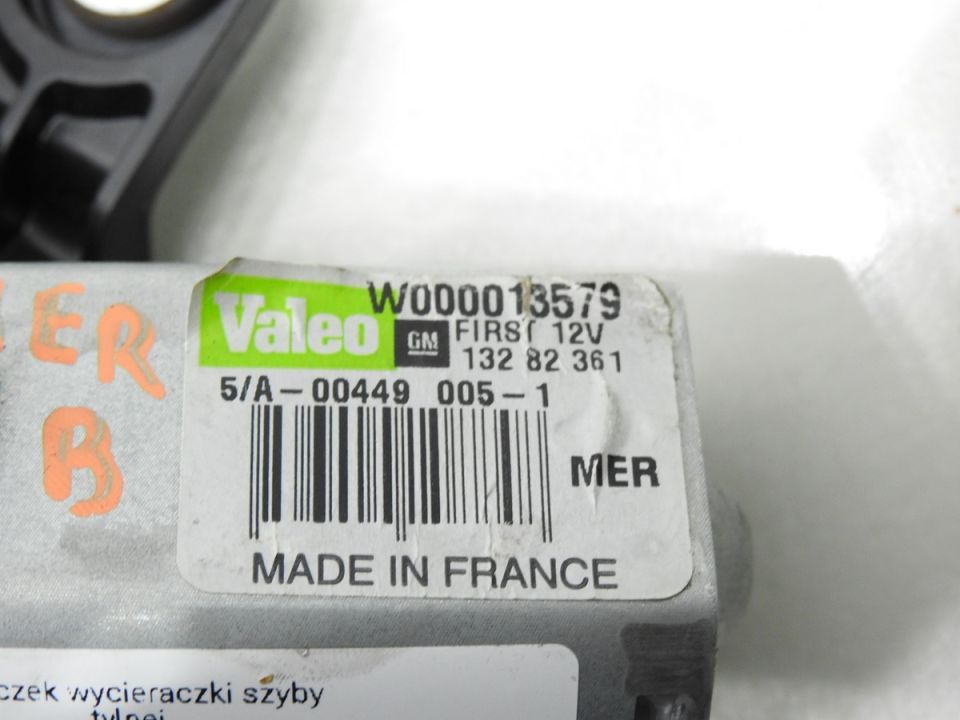 ER
B
Valeo W000013579
GM FIRST 12V
132 82 361
5/A-00449 005-1
MER
MADE IN FRANCE
czek wycieraczki szyby
tylnej